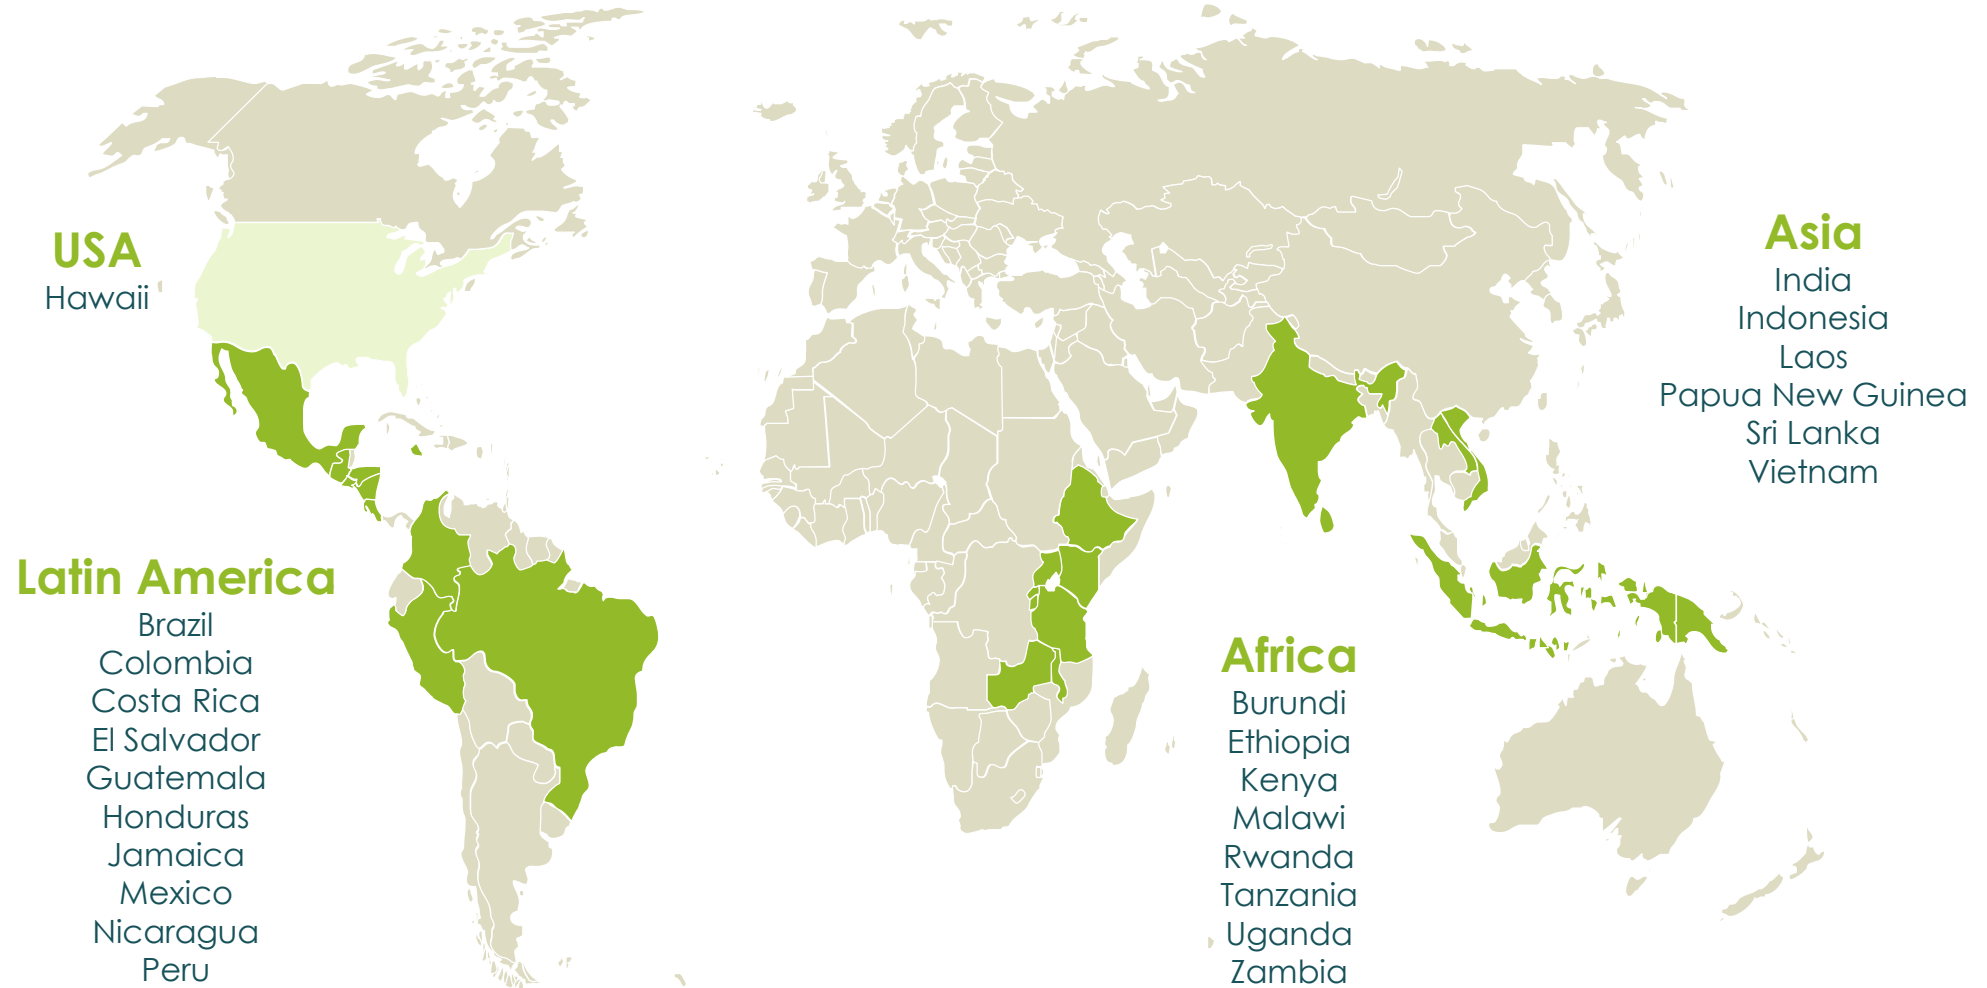 USA
Hawaii
Latin America
Brazil
Colombia
Costa Rica
El Salvador
Guatemala
Honduras
Jamaica
Mexico
Nicaragua
Peru
Africa
Burundi
Ethiopia
Kenya
Malawi
Rwanda
Tanzania
Uganda
Zambia
Asia
India
Indonesia
Laos
Papua New Guinea
Sri Lanka
Vietnam